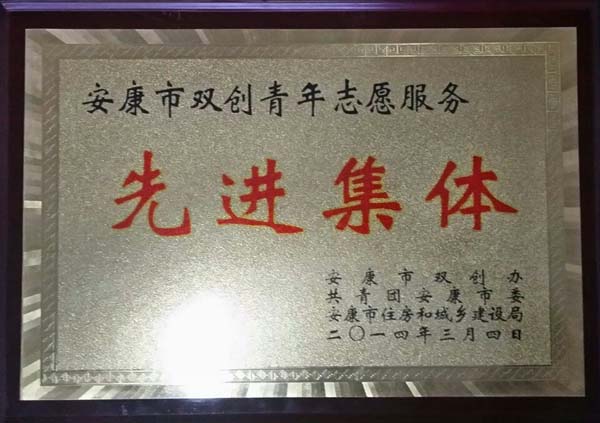 安康市双创青年志愿服务
先进集体
安康市双创办
共青团安康市委
安康市住房和城乡建设局
二〇一四年三月四日